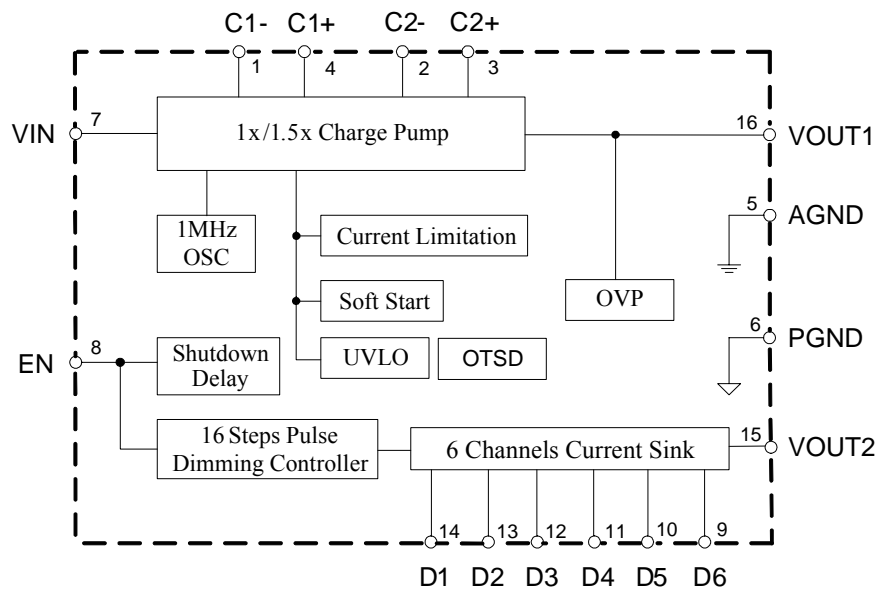 C1- C1+ C2- C2+
1 4 2 3
VIN 7
1x/1.5x Charge Pump
16 VOUT1
5 AGND
1MHz
OSC
Current Limitation
Soft Start
OVP
6 PGND
EN 8
Shutdown
Delay
UVLO
OTSD
16 Steps Pulse
Dimming Controller
6 Channels Current Sink
15 VOUT2
14 13 12 11 10 9
D1 D2 D3 D4 D5 D6